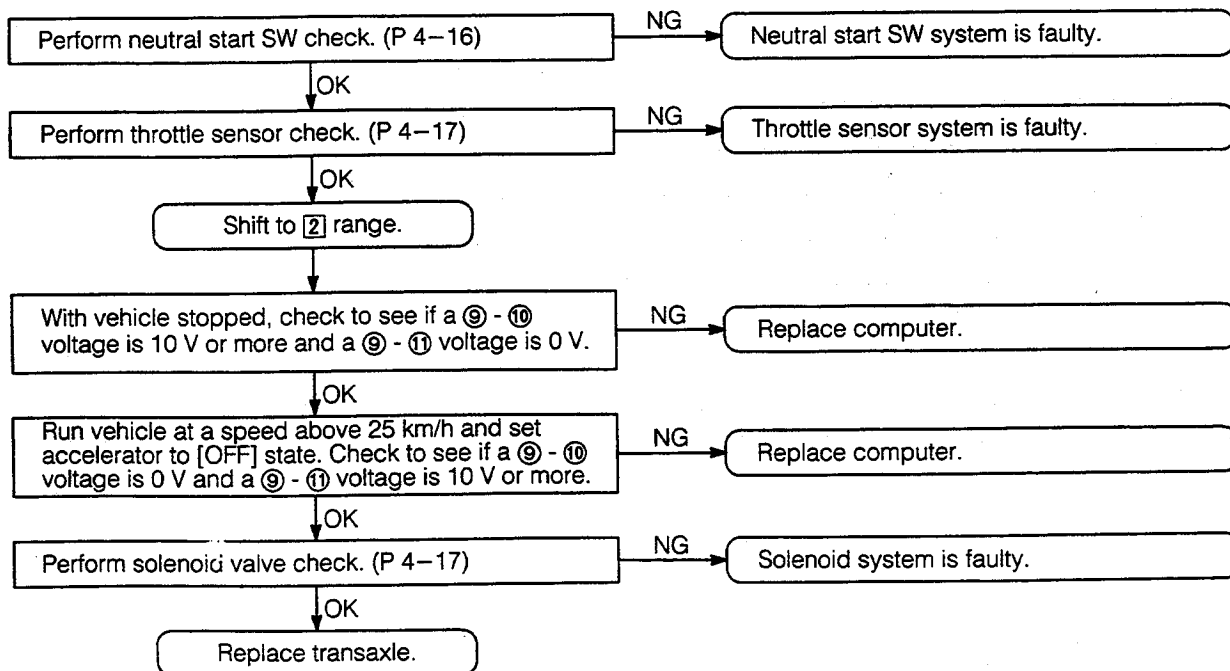 Perform neutral start SW check. (P 4–16)
NG
Neutral start SW system is faulty.
OK
Perform throttle sensor check. (P 4–17)
NG
Throttle sensor system is faulty.
OK
Shift to [2] range.
With vehicle stopped, check to see if a ⑨ - ⑩
voltage is 10 V or more and a ⑨ - ⑪ voltage is 0 V.
NG
Replace computer.
OK
Run vehicle at a speed above 25 km/h and set
accelerator to [OFF] state. Check to see if a ⑨ - ⑩
voltage is 0 V and a ⑨ - ⑪ voltage is 10 V or more.
NG
Replace computer.
OK
Perform solenoid valve check. (P 4–17)
NG
Solenoid system is faulty.
OK
Replace transaxle.